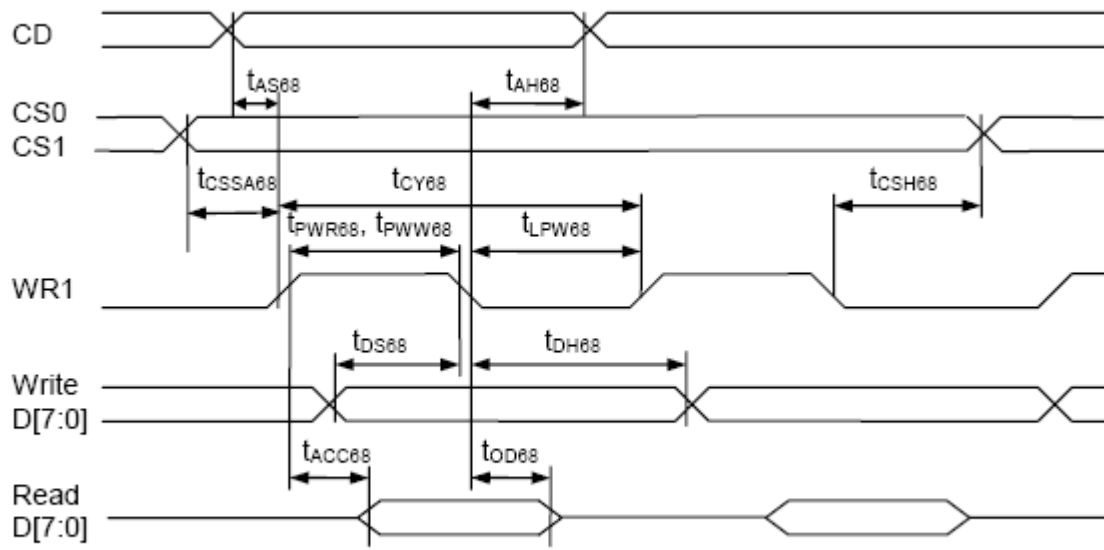 CD
tAS68
tAH68
CS0
CS1
tCSSA68
tCY68
tCSH68
tPWR68, tPWW68
tLPW68
WR1
tDS68
tDH68
Write
D[7:0]
tACC68
tOD68
Read
D[7:0]